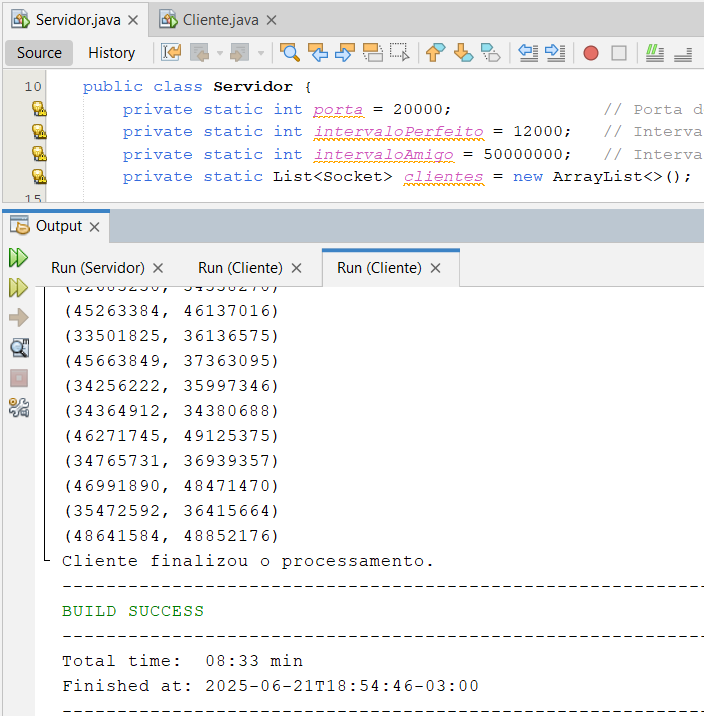 Servidor.java × Cliente.java ×
Source History
10 public class Servidor {
private static int porta = 20000; // Porta d
private static int intervaloPerfeito = 12000; // Interva
private static int intervaloAmigo = 50000000; // Interva
private static List<Socket> clientes = new ArrayList<>();
15
Output ×
Run (Servidor) × Run (Cliente) × Run (Cliente) ×
(45263384, 46137016)
(33501825, 36136575)
(45663849, 37363095)
(34256222, 35997346)
(34364912, 34380688)
(46271745, 49125375)
(34765731, 36939357)
(46991890, 48471470)
(35472592, 36415664)
(48641584, 48852176)
Cliente finalizou o processamento.
------------------------------------------------------------------------
BUILD SUCCESS
------------------------------------------------------------------------
Total time: 08:33 min
Finished at: 2025-06-21T18:54:46-03:00
------------------------------------------------------------------------